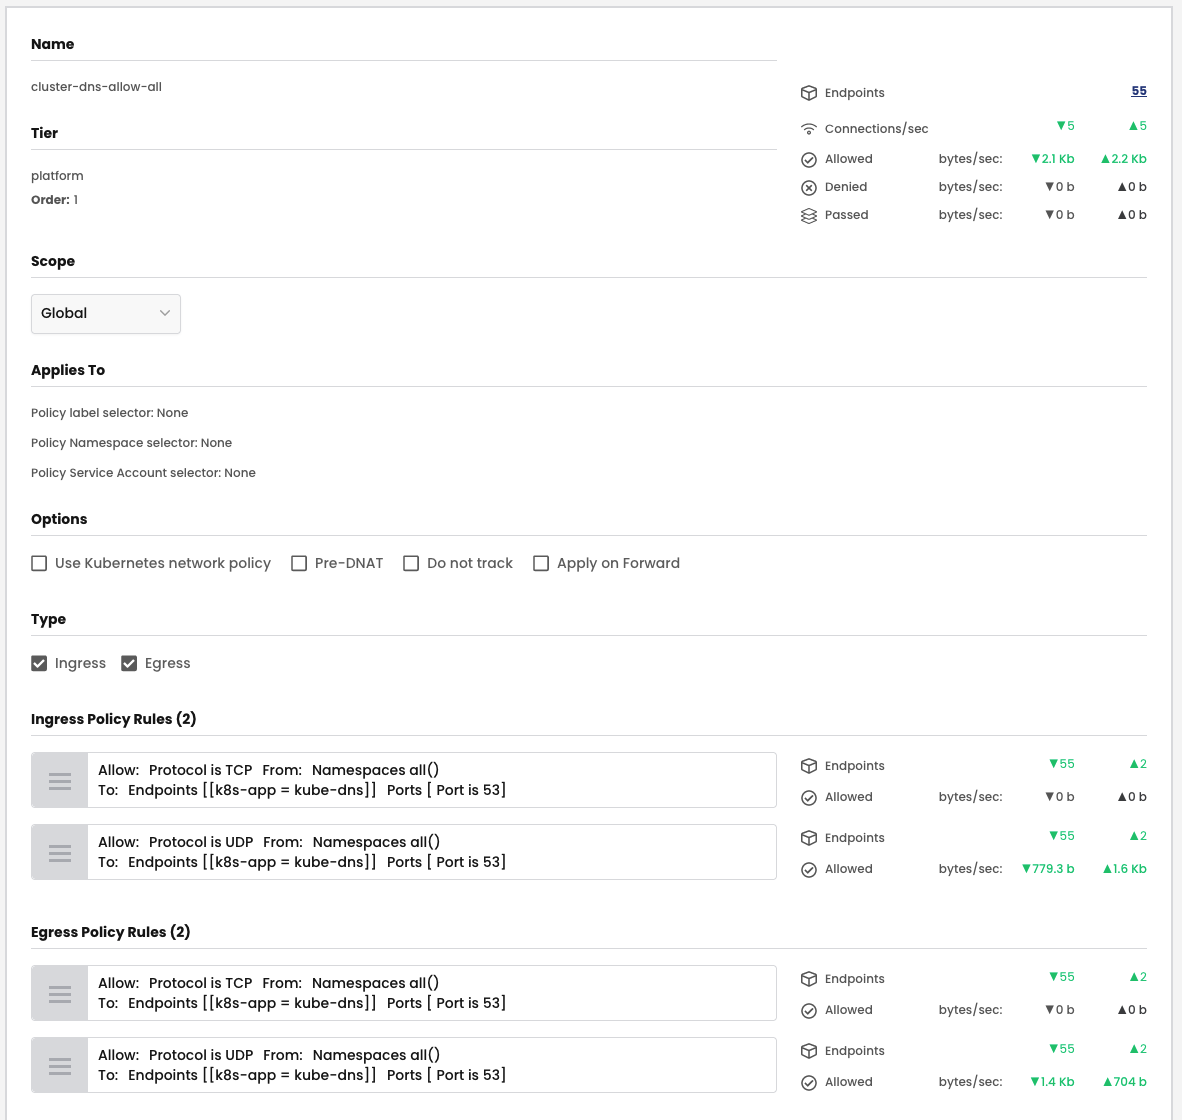 Name
cluster-dns-allow-all
Endpoints 55
Connections/sec ▼5 ▲5
Tier
Allowed bytes/sec: ▼2.1 Kb ▲2.2 Kb
platform
Denied bytes/sec: ▼0 b ▲0 b
Order: 1
Passed bytes/sec: ▼0 b ▲0 b
Scope
Global
Applies To
Policy label selector: None
Policy Namespace selector: None
Policy Service Account selector: None
Options
Use Kubernetes network policy Pre-DNAT Do not track Apply on Forward
Type
Ingress Egress
Ingress Policy Rules (2)
Allow: Protocol is TCP From: Namespaces all()
To: Endpoints [[k8s-app = kube-dns]] Ports [ Port is 53]
Endpoints ▼55 ▲2
Allowed bytes/sec: ▼0 b ▲0 b
Allow: Protocol is UDP From: Namespaces all()
To: Endpoints [[k8s-app = kube-dns]] Ports [ Port is 53]
Endpoints ▼55 ▲2
Allowed bytes/sec: ▼779.3 b ▲1.6 Kb
Egress Policy Rules (2)
Allow: Protocol is TCP From: Namespaces all()
To: Endpoints [[k8s-app = kube-dns]] Ports [ Port is 53]
Endpoints ▼55 ▲2
Allowed bytes/sec: ▼0 b ▲0 b
Allow: Protocol is UDP From: Namespaces all()
To: Endpoints [[k8s-app = kube-dns]] Ports [ Port is 53]
Endpoints ▼55 ▲2
Allowed bytes/sec: ▼1.4 Kb ▲704 b